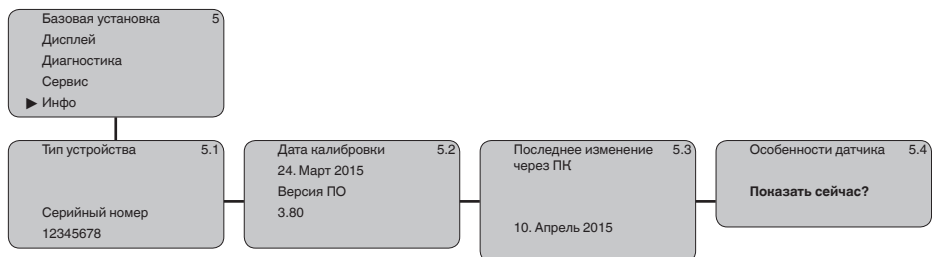 Базовая установка 5
Дисплей
Диагностика
Сервис
▶ Инфо
Тип устройства 5.1
Серийный номер
12345678
Дата калибровки 5.2
24. Март 2015
Версия ПО
3.80
Последнее изменение 5.3
через ПК
10. Апрель 2015
Особенности датчика 5.4
Показать сейчас?